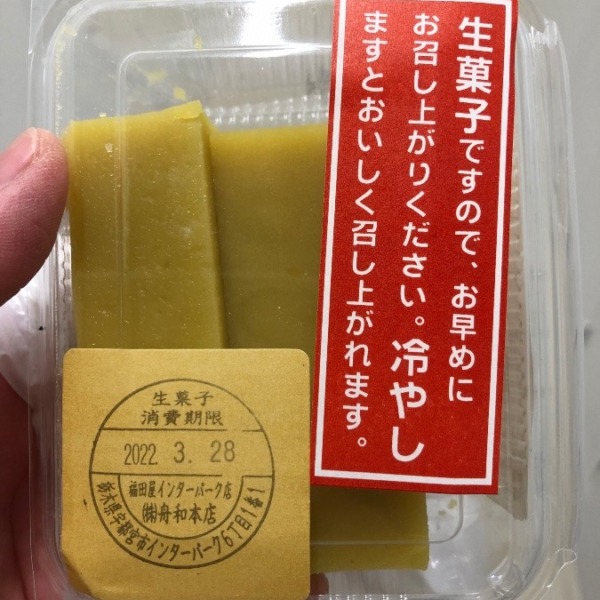 生菓子ですので、お早めに
お召し上がりください。冷やし
ますとおいしく召し上がれます。
生菓子
消費期限
2022 3. 28
福田屋インターパーク店
㈱舟和本店
栃木県宇都宮市インターパーク6丁目1番1